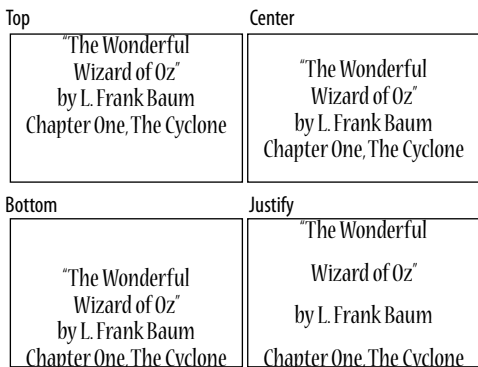 Top
"The Wonderful
Wizard of Oz"
by L. Frank Baum
Chapter One, The Cyclone
Center
"The Wonderful
Wizard of Oz"
by L. Frank Baum
Chapter One, The Cyclone
Bottom
"The Wonderful
Wizard of Oz"
by L. Frank Baum
Chapter One, The Cyclone
Justify
"The Wonderful
Wizard of Oz"
by L. Frank Baum
Chapter One, The Cyclone